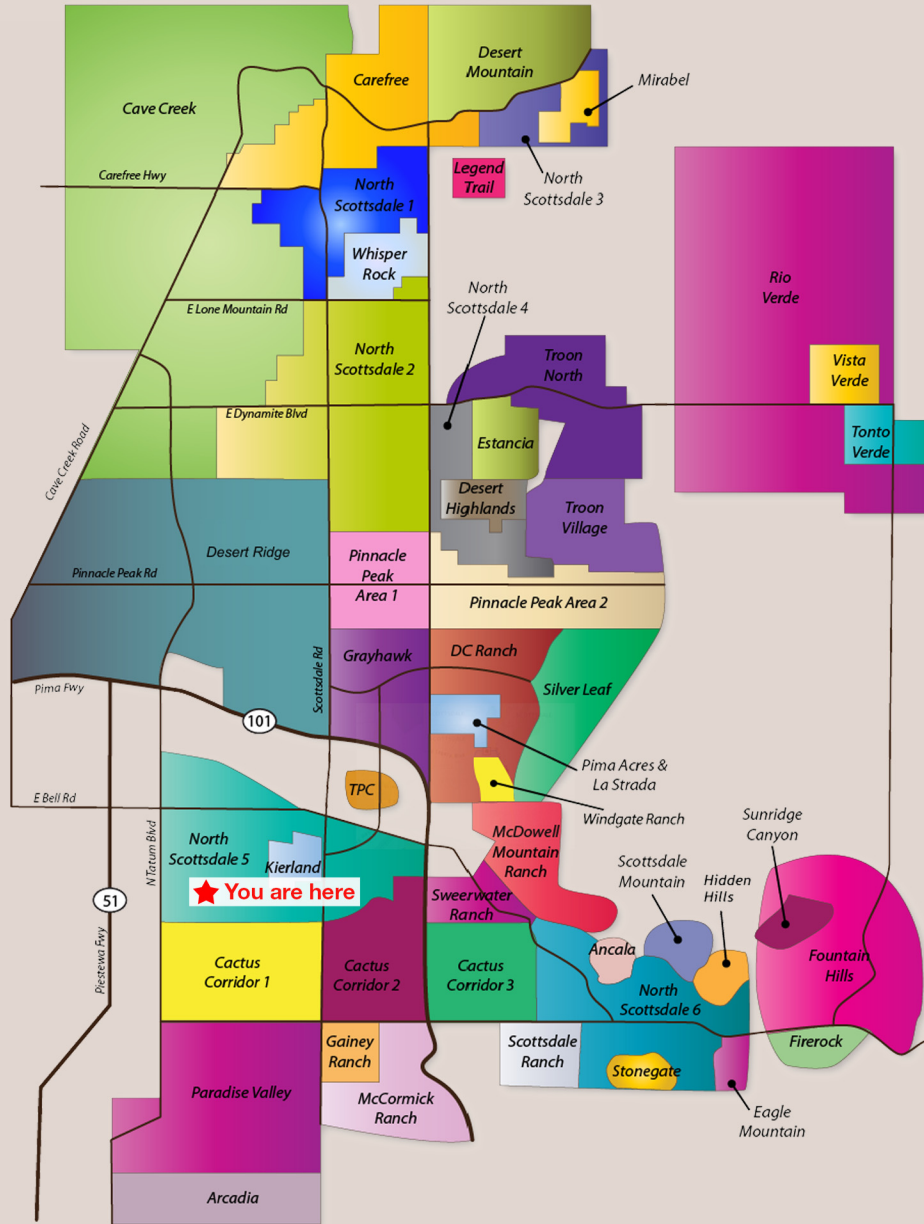 Desert
Mountain
Carefree
Mirabel
Cave Creek
Legend
Trail
Carefree Hwy
North
Scottsdale 3
North
Scottsdale 1
Whisper
Rock
Rio
Verde
North
Scottsdale 4
E Lone Mountain Rd
North
Scottsdale 2
Troon
North
Vista
Verde
E Dynamite Blvd
Estancia
Tonto
Verde
Cave Creek Road
Desert
Highlands
Troon
Village
Desert Ridge
Pinnacle
Peak
Area 1
Pinnacle Peak Rd
Pinnacle Peak Area 2
Scottsdale Rd
Grayhawk
DC Ranch
Silver Leaf
Pima Fwy
101
Pima Acres &
La Strada
TPC
E Bell Rd
Windgate Ranch
N Tatum Blvd
North
Scottsdale 5
Kierland
McDowell
Mountain
Ranch
Sunridge
Canyon
Scottsdale
Mountain
Hidden
Hills
You are here
Sweerwater
Ranch
51
Piestewa Fwy
Ancala
Fountain
Hills
Cactus
Corridor 1
Cactus
Corridor 2
Cactus
Corridor 3
North
Scottsdale 6
Gainey
Ranch
Scottsdale
Ranch
Firerock
Stonegate
Paradise Valley
McCormick
Ranch
Eagle
Mountain
Arcadia